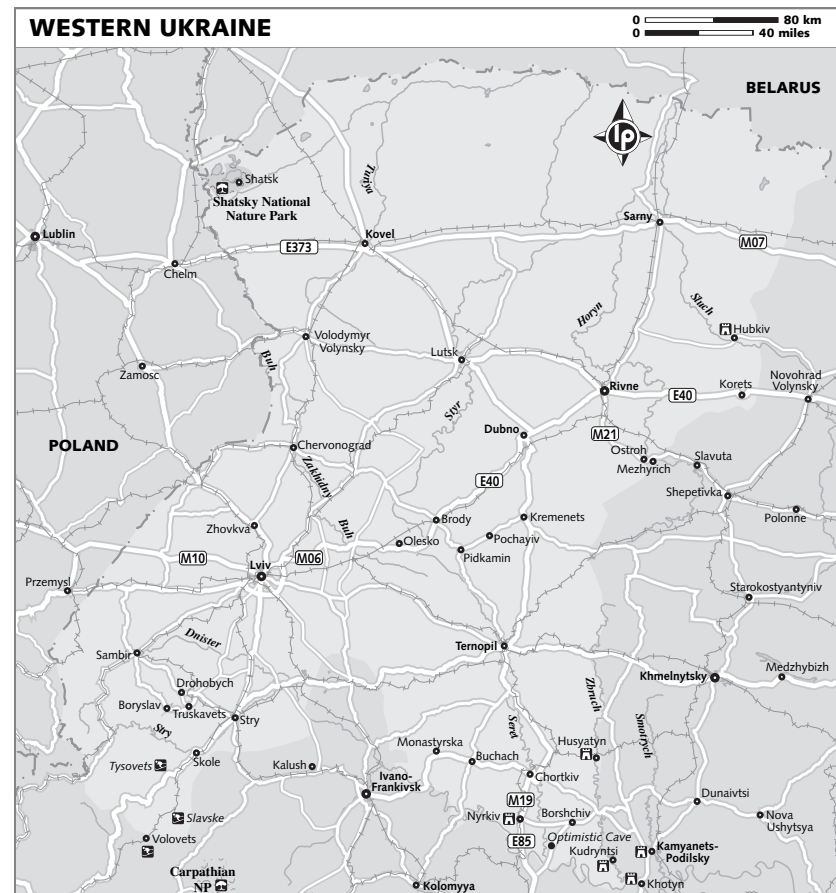 WESTERN UKRAINE
0 80 km
0 40 miles
BELARUS
lp
Shatsk
Shatsky National
Nature Park
Turiya
Lublin
Kovel
Sarny
E373
M07
Chelm
Horyn
Sluch
Hubkiv
Volodymyr
Volynsky
Buh
Lutsk
Zamosc
Rivne
Korets
Novohrad
Volynsky
E40
Styr
POLAND
Dubno
M21
Chervonograd
Ostroh
Mezhyrich
Slavuta
Zakhidny
Buh
E40
Shepetivka
Zhovkva
Brody
Kremenets
Polonne
Olesko
Pochayiv
Pidkamin
M10
M06
Lviv
Przemysl
Starokostyantyniv
Dnister
Ternopil
Sambir
Khmelnytsky
Medzhybizh
Drohobych
Boryslav
Truskavets
Stry
Stry
Zbruch
Smotrych
Seret
Husyatyn
Monastyrska
Buchach
Tysovets
Skole
Kalush
Ivano-
Frankivsk
Chortkiv
Dunaivtsi
M19
Nyrkiv
Borshchiv
Nova
Ushytsya
Slavske
Volovets
E85
Optimistic Cave
Kudryntsi
Kamyanets-
Podilsky
Carpathian
NP
Kolomyya
Khotyn